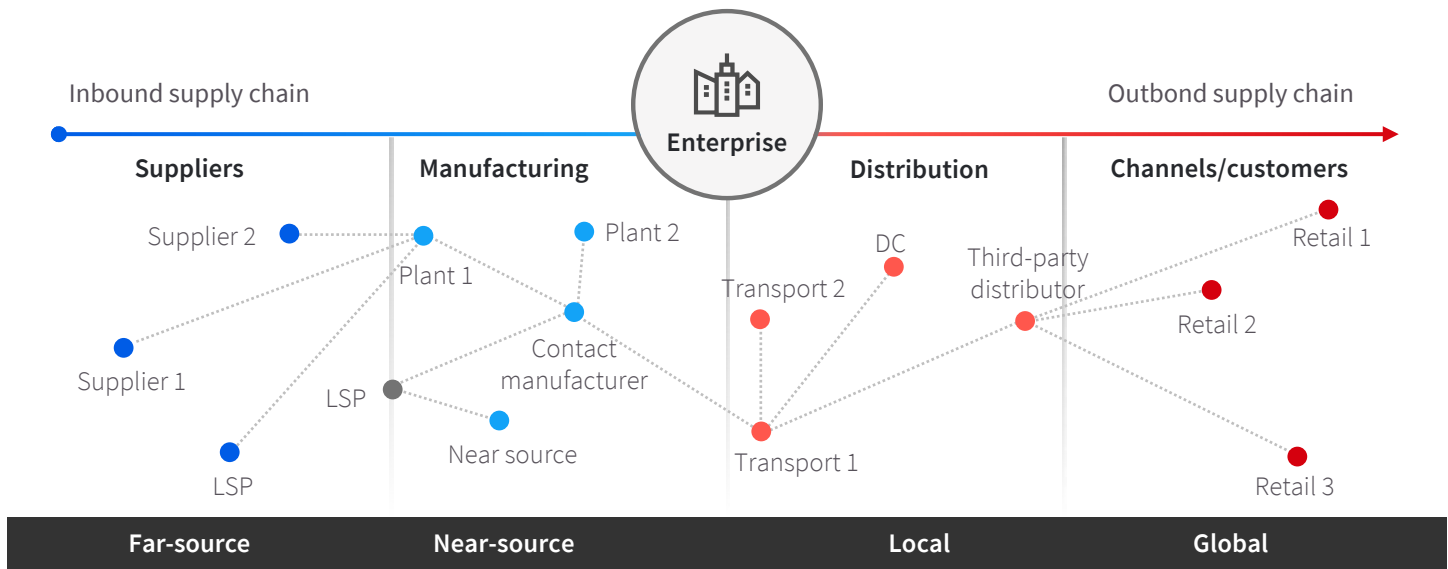 Inbound supply chain
Enterprise
Outbond supply chain
Suppliers
Manufacturing
Distribution
Channels/customers
Supplier 2
Plant 1
Plant 2
Supplier 1
LSP
LSP
Contact
manufacturer
Near source
Transport 2
DC
Third-party
distributor
Transport 1
Retail 1
Retail 2
Retail 3
Far-source
Near-source
Local
Global